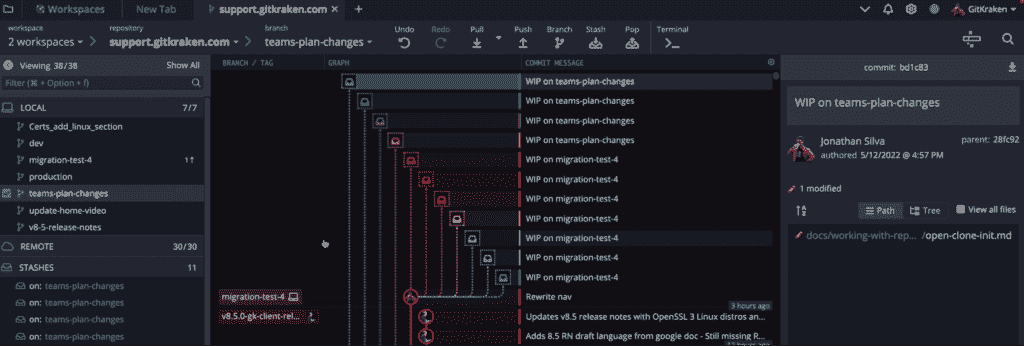 Workspaces
New Tab
support.gitkraken.com
GitKraken
workspace
2 workspaces
repository
support.gitkraken.com
branch
teams-plan-changes
Undo
Redo
Pull
Push
Branch
Stash
Pop
Terminal
Viewing 38/38
Show All
Filter (⌘ + Option + f)
LOCAL 7/7
Certs_add_linux_section
dev
migration-test-4 1↑
production
teams-plan-changes
update-home-video
v8-5-release-notes
REMOTE 30/30
STASHES 11
on: teams-plan-changes
on: teams-plan-changes
on: teams-plan-changes
on: teams-plan-changes
BRANCH / TAG
GRAPH
COMMIT MESSAGE
WIP on teams-plan-changes
WIP on teams-plan-changes
WIP on teams-plan-changes
WIP on teams-plan-changes
WIP on migration-test-4
WIP on migration-test-4
WIP on migration-test-4
WIP on migration-test-4
WIP on migration-test-4
WIP on migration-test-4
WIP on migration-test-4
migration-test-4
Rewrite nav
3 hours ago
v8.5.0-gk-client-rel...
Updates v8.5 release notes with OpenSSL 3 Linux distros an...
Adds 8.5 RN draft language from google doc - Still missing R...
commit: bd1c83
WIP on teams-plan-changes
Jonathan Silva
authored 5/12/2022 @ 4:57 PM
parent: 28fc92
1 modified
Path
Tree
View all files
docs/working-with-rep... /open-clone-init.md